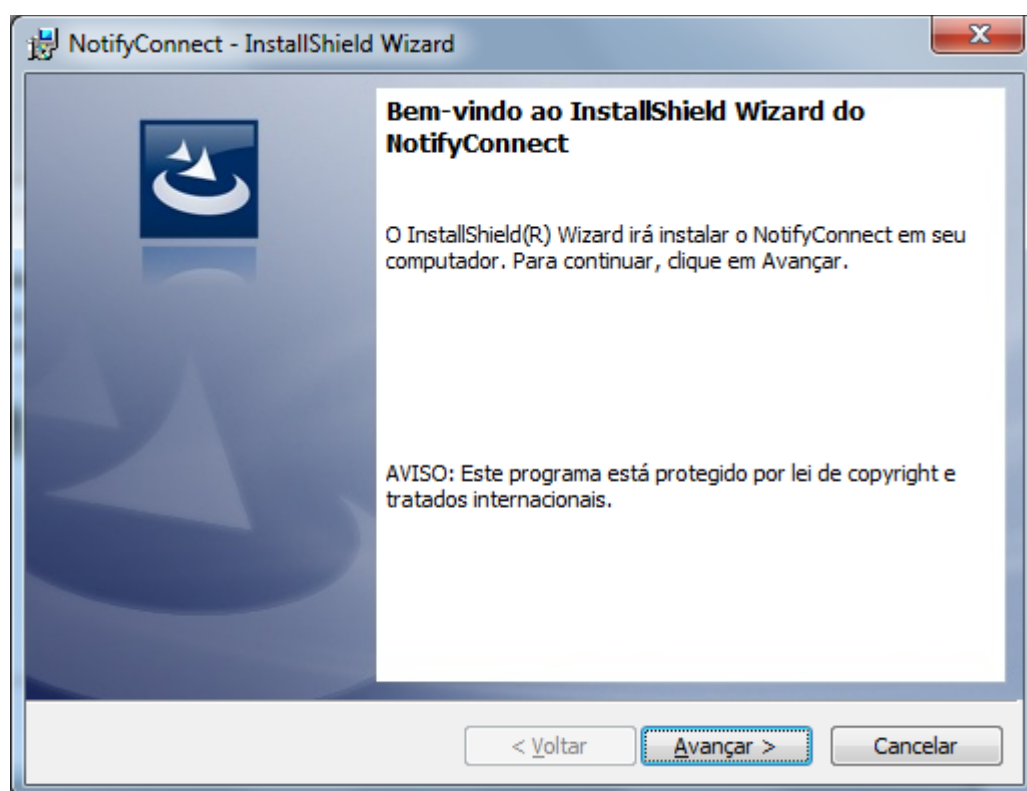 NotifyConnect - InstallShield Wizard
Bem-vindo ao InstallShield Wizard do
NotifyConnect
O InstallShield(R) Wizard irá instalar o NotifyConnect em seu
computador. Para continuar, clique em Avançar.
AVISO: Este programa está protegido por lei de copyright e
tratados internacionais.
< Voltar
Avançar >
Cancelar